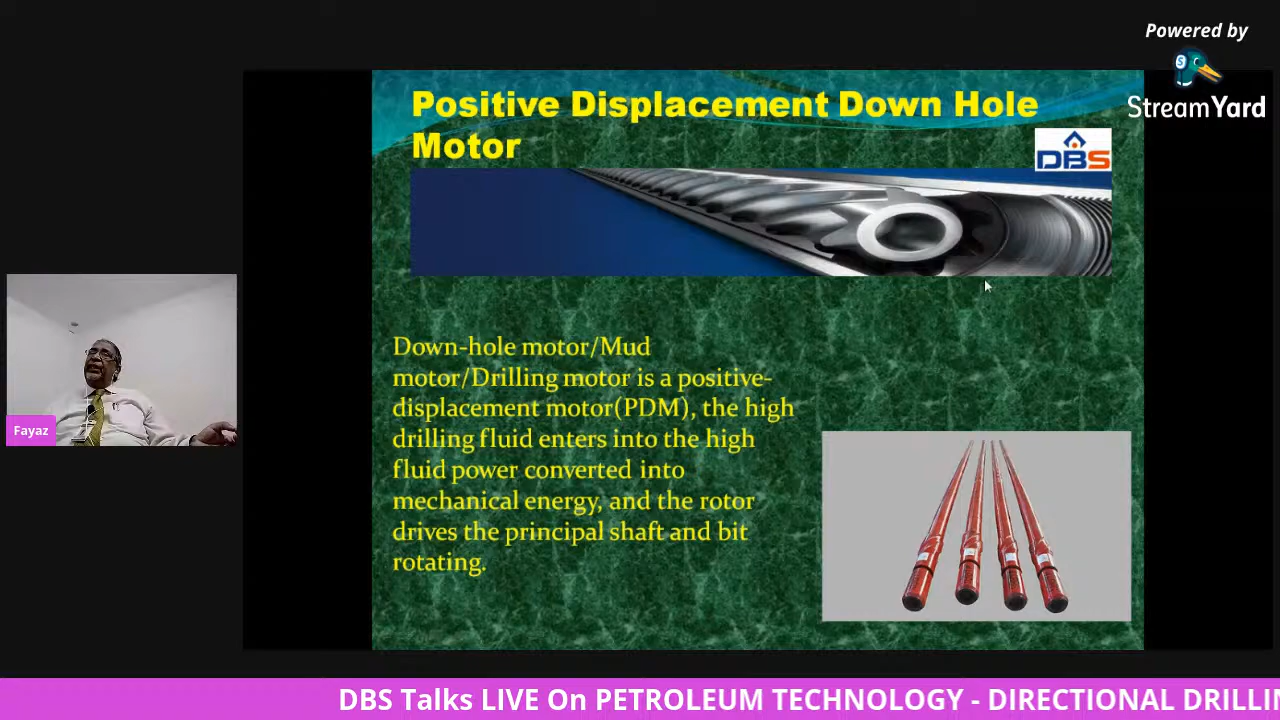 Powered by
StreamYard
Positive Displacement Down Hole
Motor
DBS
Down-hole motor/Mud
motor/Drilling motor is a positive-
displacement motor(PDM), the high
drilling fluid enters into the high
fluid power converted into
mechanical energy, and the rotor
drives the principal shaft and bit
rotating.
Fayaz
DBS Talks LIVE On PETROLEUM TECHNOLOGY - DIRECTIONAL DRILLIN